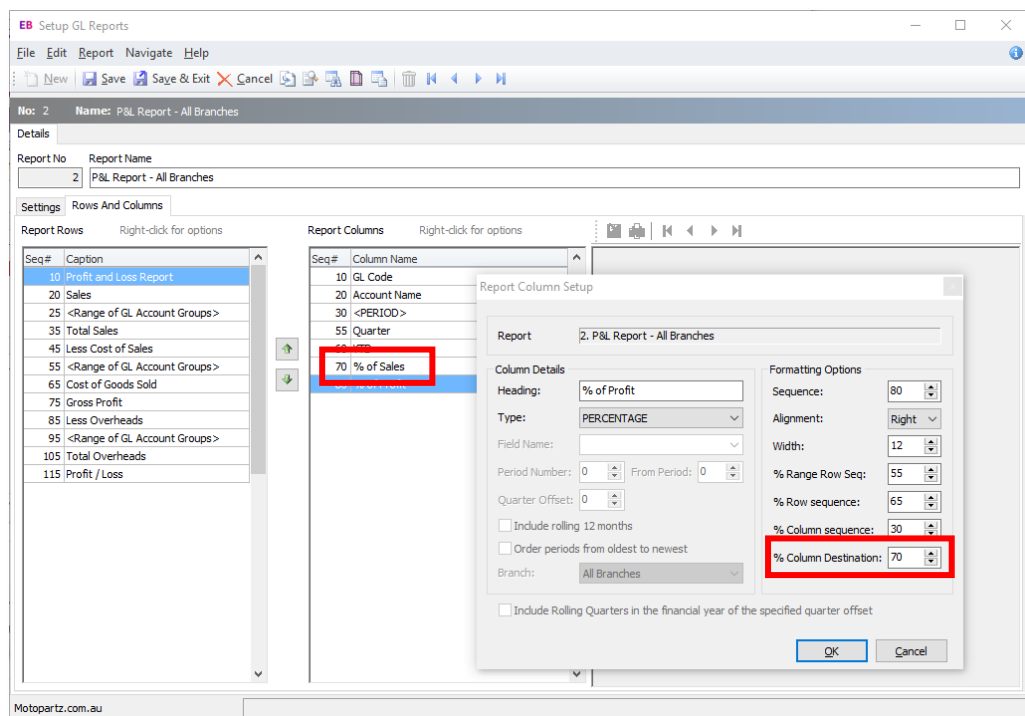 EB Setup GL Reports
File Edit Report Navigate Help
New Save Save & Exit Cancel
No: 2 Name: P&L Report - All Branches
Details
Report No Report Name
2 P&L Report - All Branches
Settings Rows And Columns
Report Rows Right-click for options Report Columns Right-click for options
Seq# Caption
10 Profit and Loss Report
20 Sales
25 <Range of GL Account Groups>
35 Total Sales
45 Less Cost of Sales
55 <Range of GL Account Groups>
65 Cost of Goods Sold
75 Gross Profit
85 Less Overheads
95 <Range of GL Account Groups>
105 Total Overheads
115 Profit / Loss
Seq# Column Name
10 GL Code
20 Account Name
30 <PERIOD>
55 Quarter
70 % of Sales
Report Column Setup
Report 2. P&L Report - All Branches
Column Details
Heading: % of Profit
Type: PERCENTAGE
Field Name:
Period Number: 0 From Period: 0
Quarter Offset: 0
Include rolling 12 months
Order periods from oldest to newest
Branch: All Branches
Formatting Options
Sequence: 80
Alignment: Right
Width: 12
% Range Row Seq: 55
% Row sequence: 65
% Column sequence: 30
% Column Destination: 70
Include Rolling Quarters in the financial year of the specified quarter offset
OK Cancel
Motopartz.com.au